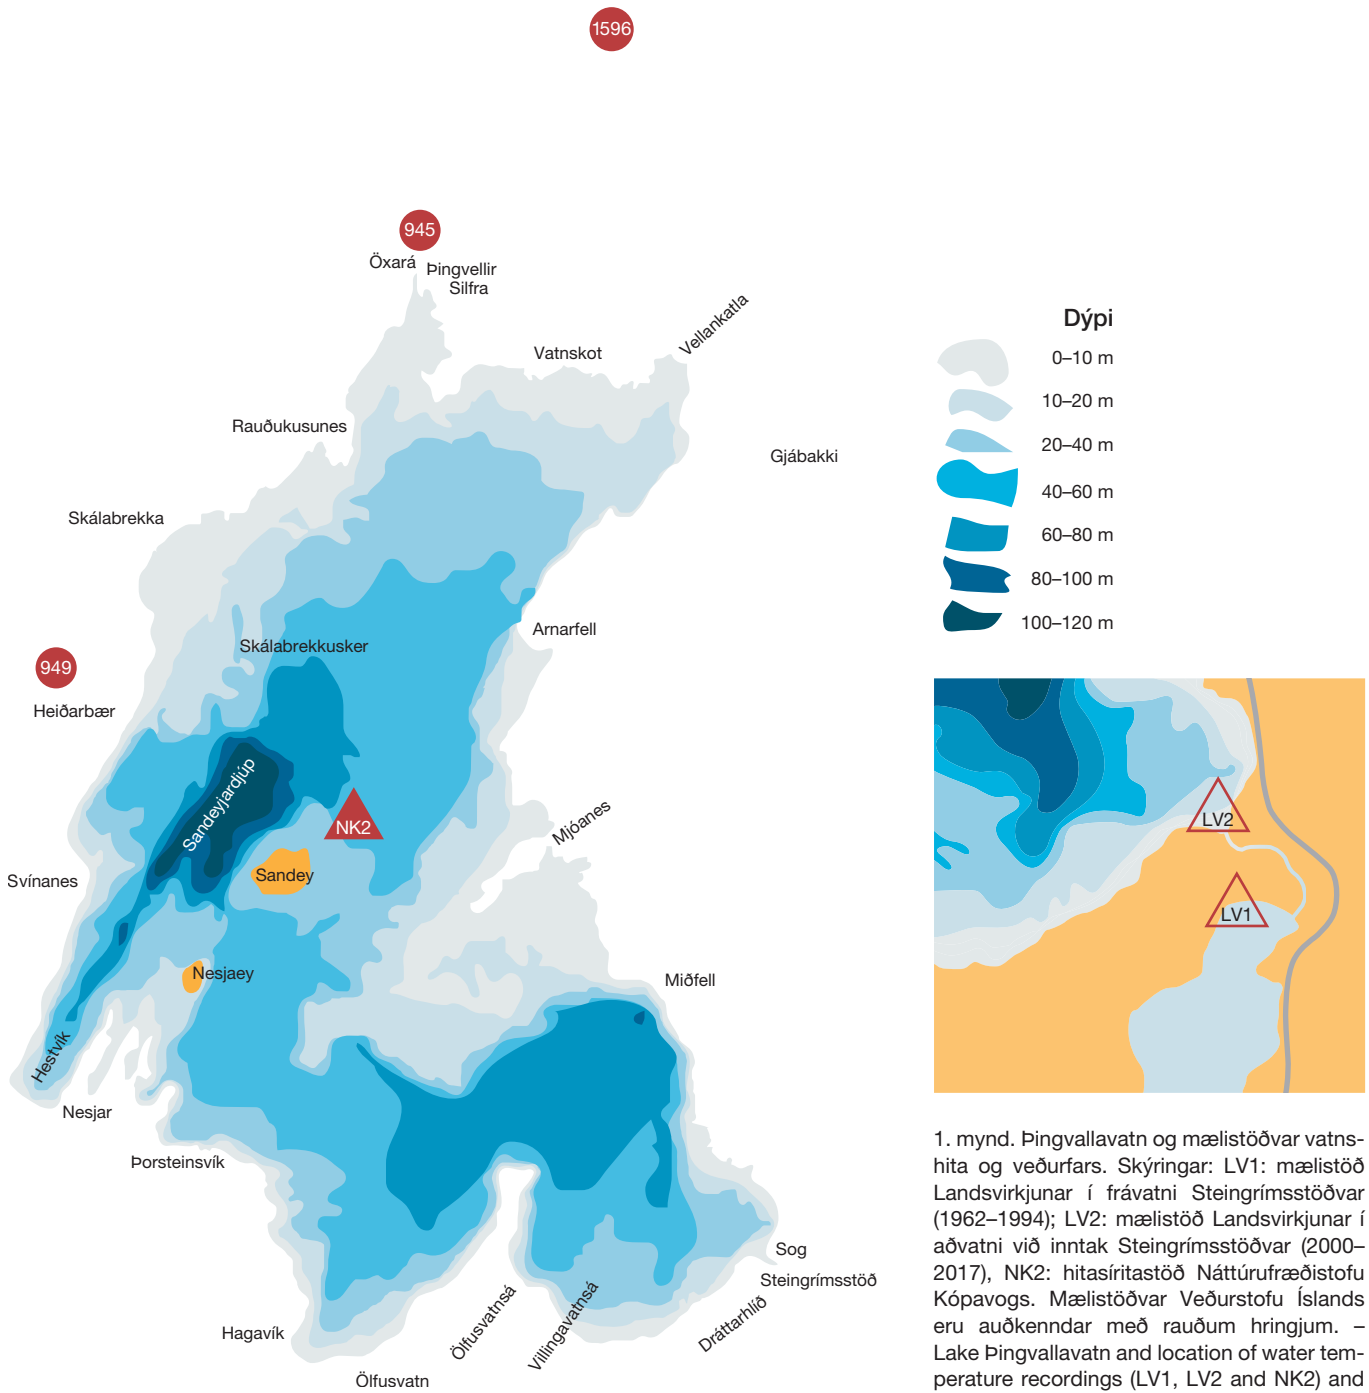 1596
945
Öxará
Þingvellir
Silfra
Vellankatla
Vatnskot
Rauðukusunes
Gjábakki
Skálabrekka
Arnarfell
Skálabrekkusker
949
Heiðarbær
Sandeyjardjúp
NK2
Mjóanes
Svínanes
Sandey
Nesjaey
Miðfell
Hestvík
Nesjar
Þorsteinsvík
Sog
Steingrímsstöð
Dráttarhlíð
Villingavatnsá
Ölfusvatnsá
Hagavík
Ölfusvatn
Dýpi
0–10 m
10–20 m
20–40 m
40–60 m
60–80 m
80–100 m
100–120 m
LV2
LV1
1. mynd. Þingvallavatn og mælistöðvar vatns-
hita og veðurfars. Skýringar: LV1: mælistöð
Landsvirkjunar í frávatni Steingrímsstöðvar
(1962–1994); LV2: mælistöð Landsvirkjunar í
aðvatni við inntak Steingrímsstöðvar (2000–
2017), NK2: hitasíritastöð Náttúrufræðistofu
Kópavogs. Mælistöðvar Veðurstofu Íslands
eru auðkenndar með rauðum hringjum. –
Lake Þingvallavatn and location of water tem-
perature recordings (LV1, LV2 and NK2) and